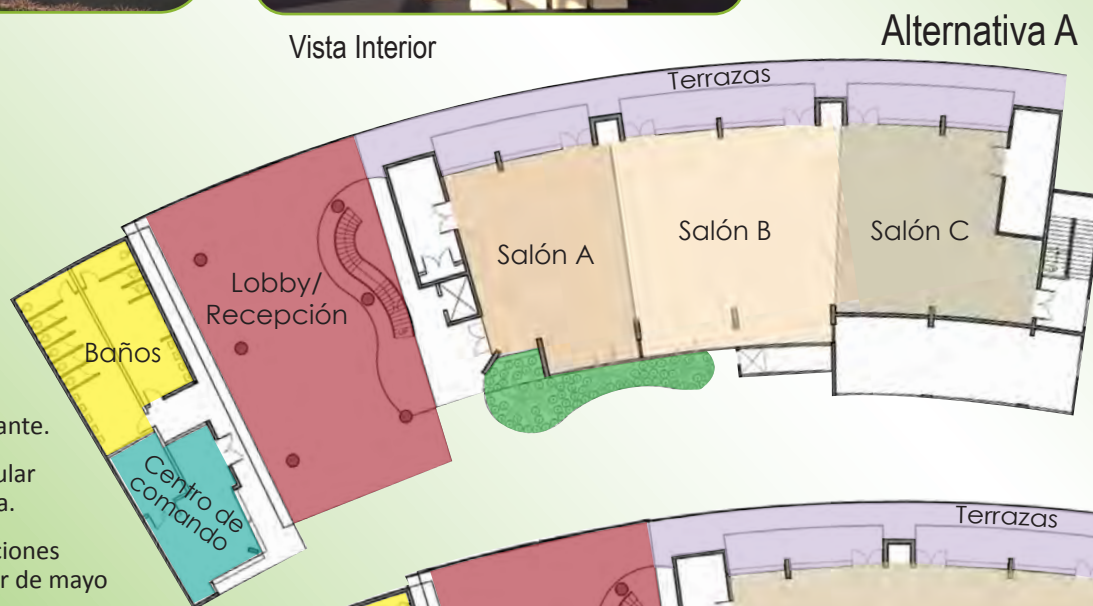 Vista Interior
Alternativa A
Terrazas
Salón A
Salón B
Salón C
Lobby/
Recepción
Baños
Centro de
comando
ante.
ular
a.
ciones
r de mayo
Terrazas